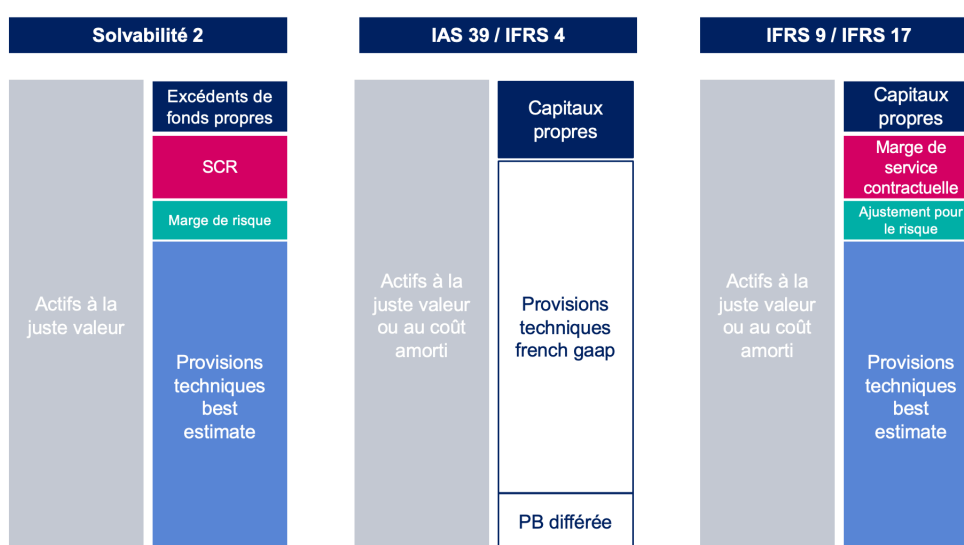 Solvabilité 2
Actifs à la
juste valeur
Excédents de
fonds propres
SCR
Marge de risque
Provisions
techniques
best
estimate
IAS 39 / IFRS 4
Actifs à la
juste valeur
ou au coût
amorti
Capitaux
propres
Provisions
techniques
french gaap
PB différée
IFRS 9 / IFRS 17
Actifs à la
juste valeur
ou au coût
amorti
Capitaux
propres
Marge de
service
contractuelle
Ajustement pour
le risque
Provisions
techniques
best
estimate